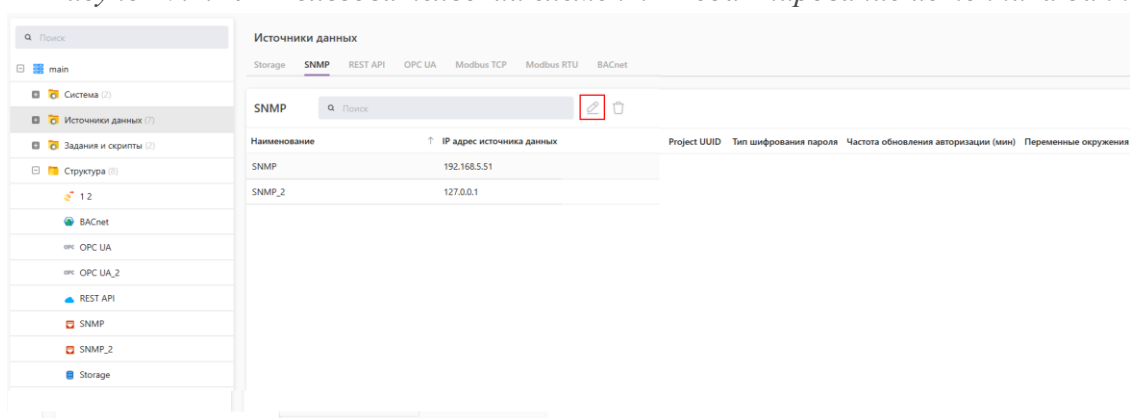 Поиск
main
Система (2)
Источники данных (7)
Задания и скрипты (2)
Структура (8)
1 2
BACnet
OPC OPC UA
OPC OPC UA_2
REST API
SNMP
SNMP_2
Storage
Источники данных
Storage SNMP REST API OPC UA Modbus TCP Modbus RTU BACnet
SNMP Поиск
Наименование ↑ IP адрес источника данных Project UUID Тип шифрования пароля Частота обновления авторизации (мин) Переменные окружения
SNMP 192.168.5.51
SNMP_2 127.0.0.1